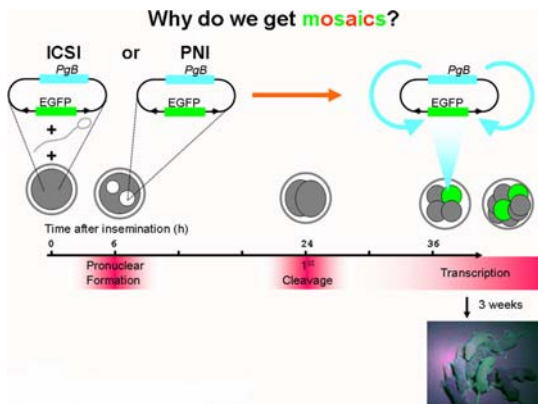 Why do we get mosaics?
ICSI or PNI
PgB
PgB
PgB
EGFP
EGFP
EGFP
+
+
Time after insemination (h)
0 6 24 36
Pronuclear
Formation
1st
Cleavage
Transcription
3 weeks